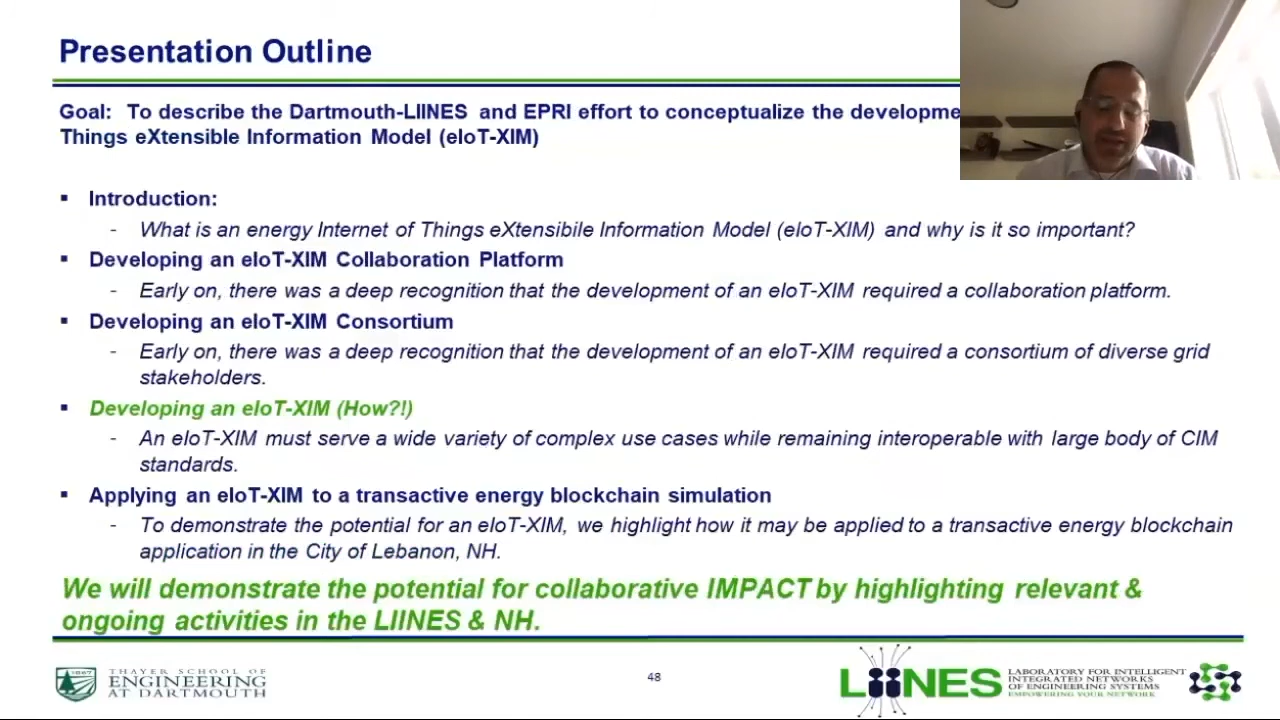 Presentation Outline
Goal: To describe the Dartmouth-LIINES and EPRI effort to conceptualize the developme
Things eXtensible Information Model (eIoT-XIM)
▪ Introduction:
- What is an energy Internet of Things eXtensibile Information Model (eIoT-XIM) and why is it so important?
▪ Developing an eIoT-XIM Collaboration Platform
- Early on, there was a deep recognition that the development of an eIoT-XIM required a collaboration platform.
▪ Developing an eIoT-XIM Consortium
- Early on, there was a deep recognition that the development of an eIoT-XIM required a consortium of diverse grid
stakeholders.
▪ Developing an eIoT-XIM (How?!)
- An eIoT-XIM must serve a wide variety of complex use cases while remaining interoperable with large body of CIM
standards.
▪ Applying an eIoT-XIM to a transactive energy blockchain simulation
- To demonstrate the potential for an eIoT-XIM, we highlight how it may be applied to a transactive energy blockchain
application in the City of Lebanon, NH.
We will demonstrate the potential for collaborative IMPACT by highlighting relevant &
ongoing activities in the LIINES & NH.
1867
THAYER SCHOOL OF
ENGINEERING
AT DARTMOUTH
48
LIINES
LABORATORY FOR INTELLIGENT
INTEGRATED NETWORKS
OF ENGINEERING SYSTEMS
EMPOWERING YOUR NETWORK